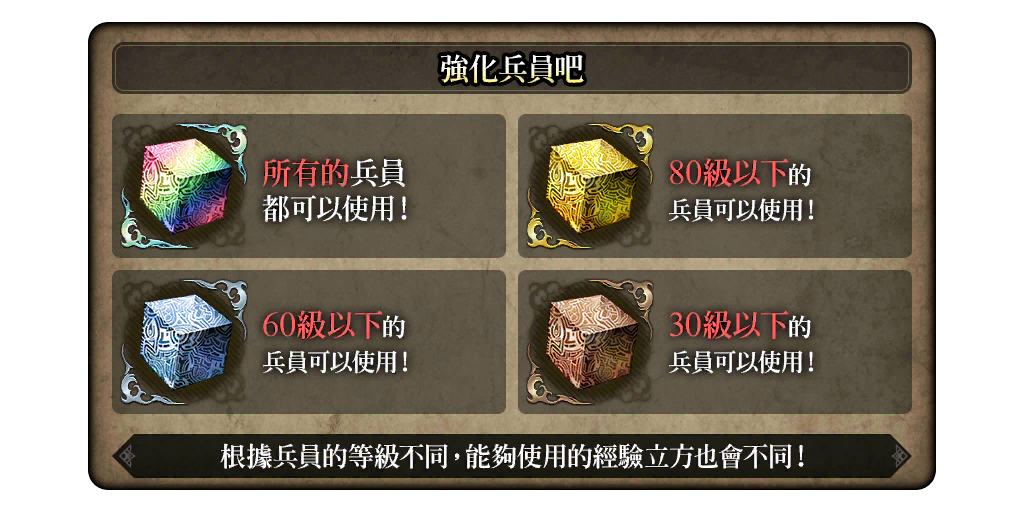 強化兵員吧
所有的兵員
都可以使用!
80級以下的
兵員可以使用!
60級以下的
兵員可以使用!
30級以下的
兵員可以使用!
根據兵員的等級不同,能夠使用的經驗立方也會不同!